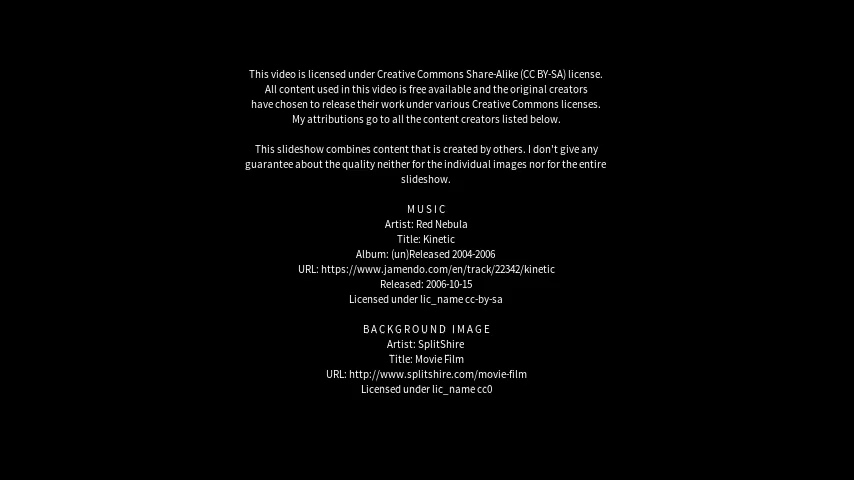 This video is licensed under Creative Commons Share-Alike (CC BY-SA) license.
All content used in this video is free available and the original creators
have chosen to release their work under various Creative Commons licenses.
My attributions go to all the content creators listed below.
This slideshow combines content that is created by others. I don't give any
guarantee about the quality neither for the individual images nor for the entire
slideshow.
MUSIC
Artist: Red Nebula
Title: Kinetic
Album: (un)Released 2004-2006
URL: https://www.jamendo.com/en/track/22342/kinetic
Released: 2006-10-15
Licensed under lic_name cc-by-sa
BACKGROUND IMAGE
Artist: SplitShire
Title: Movie Film
URL: http://www.splitshire.com/movie-film
Licensed under lic_name cc0